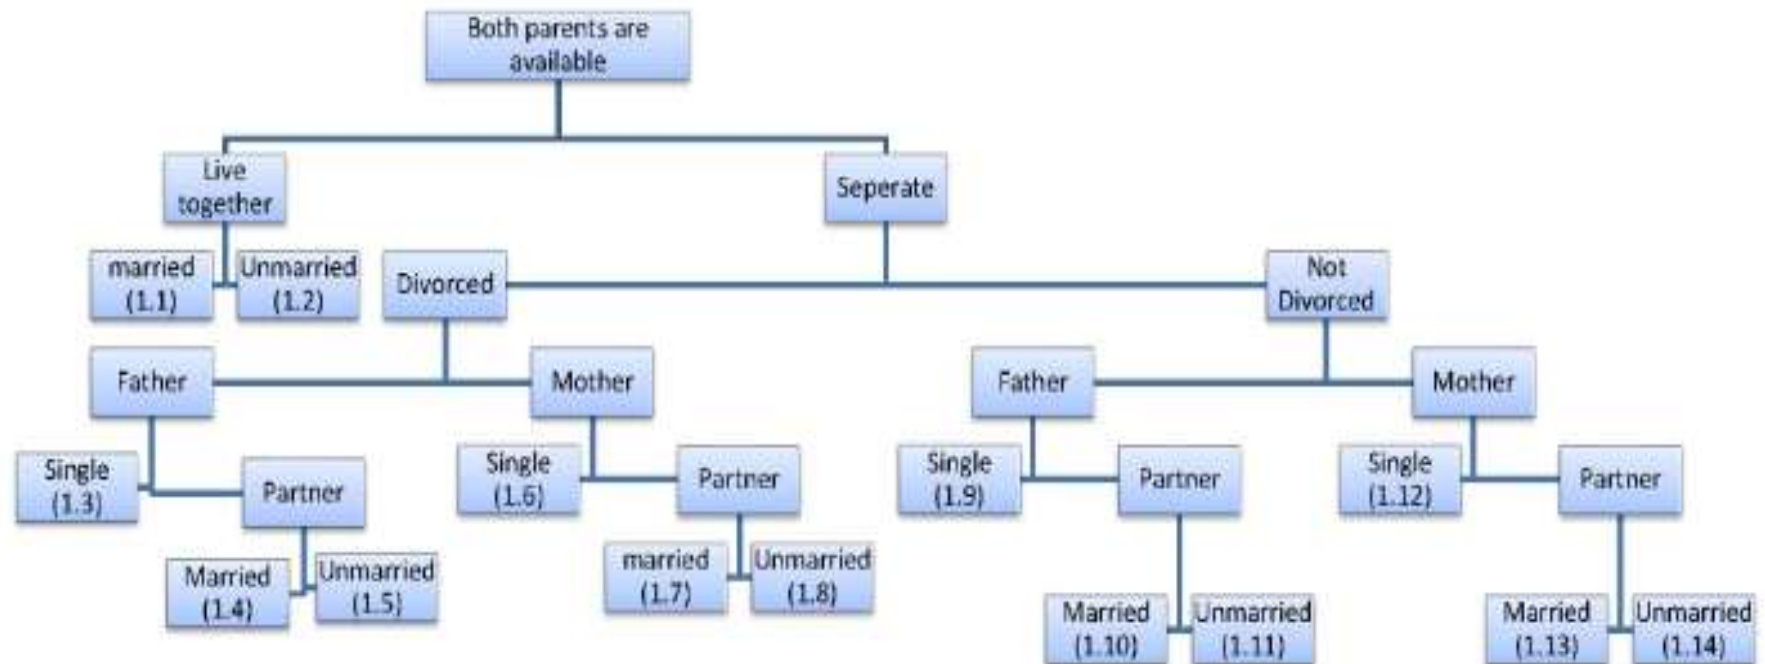 Both parents are
available
Live
together
Seperate
married
(1.1)
Unmarried
(1.2)
Divorced
Not
Divorced
Father
Mother
Father
Mother
Single
(1.3)
Partner
Single
(1.6)
Partner
Single
(1.9)
Partner
Single
(1.12)
Partner
Married
(1.4)
Unmarried
(1.5)
married
(1.7)
Unmarried
(1.8)
Married
(1.10)
Unmarried
(1.11)
Married
(1.13)
Unmarried
(1.14)